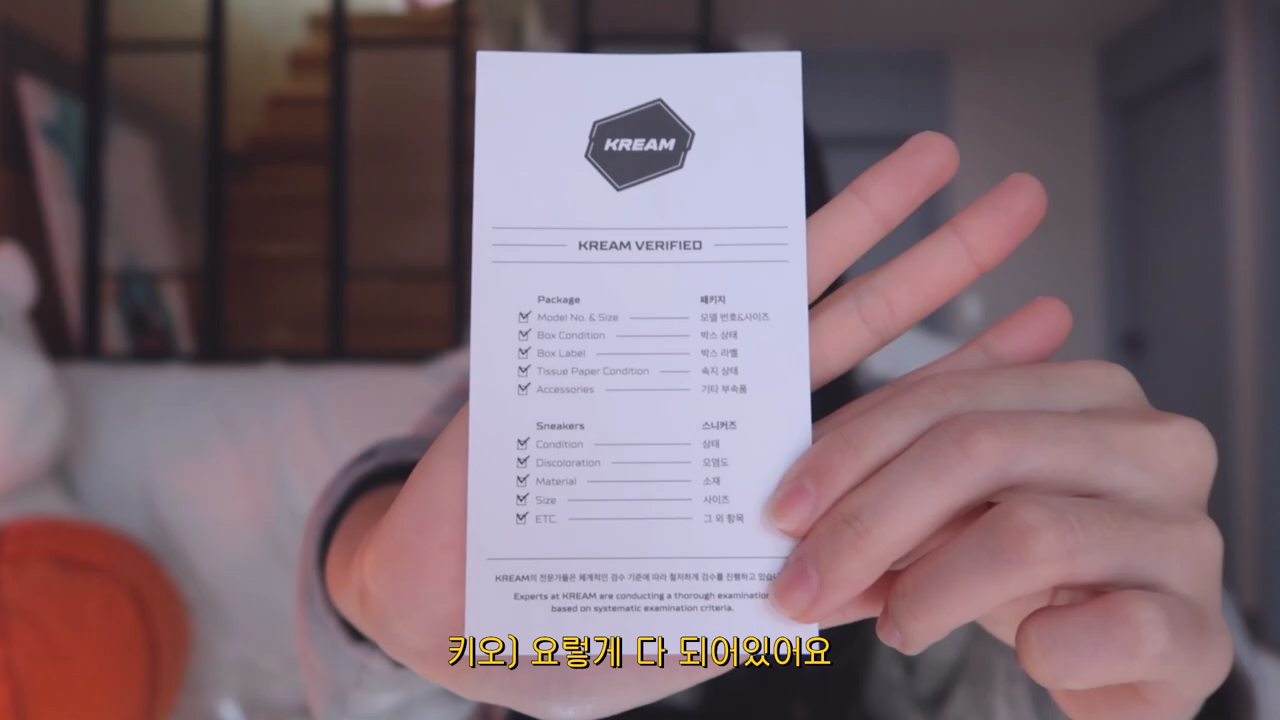 KREAM
KREAM VERIFIED
Package 패키지
Model No. & Size 모델 번호&사이즈
Box Condition 박스 상태
Box Label 박스 라벨
Tissue Paper Condition 속지 상태
Accessories 기타 부속품
Sneakers 스니커즈
Condition 상태
Discoloration 오염도
Material 소재
Size 사이즈
ETC. 그 외 항목
KREAM의 전문가들은 체계적인 검수 기준에 따라 철저하게 검수를 진행하고
Experts at KREAM are conducting a thorough examination
based on systematic examination criteria.
키오) 요렇게 다 되어있어요